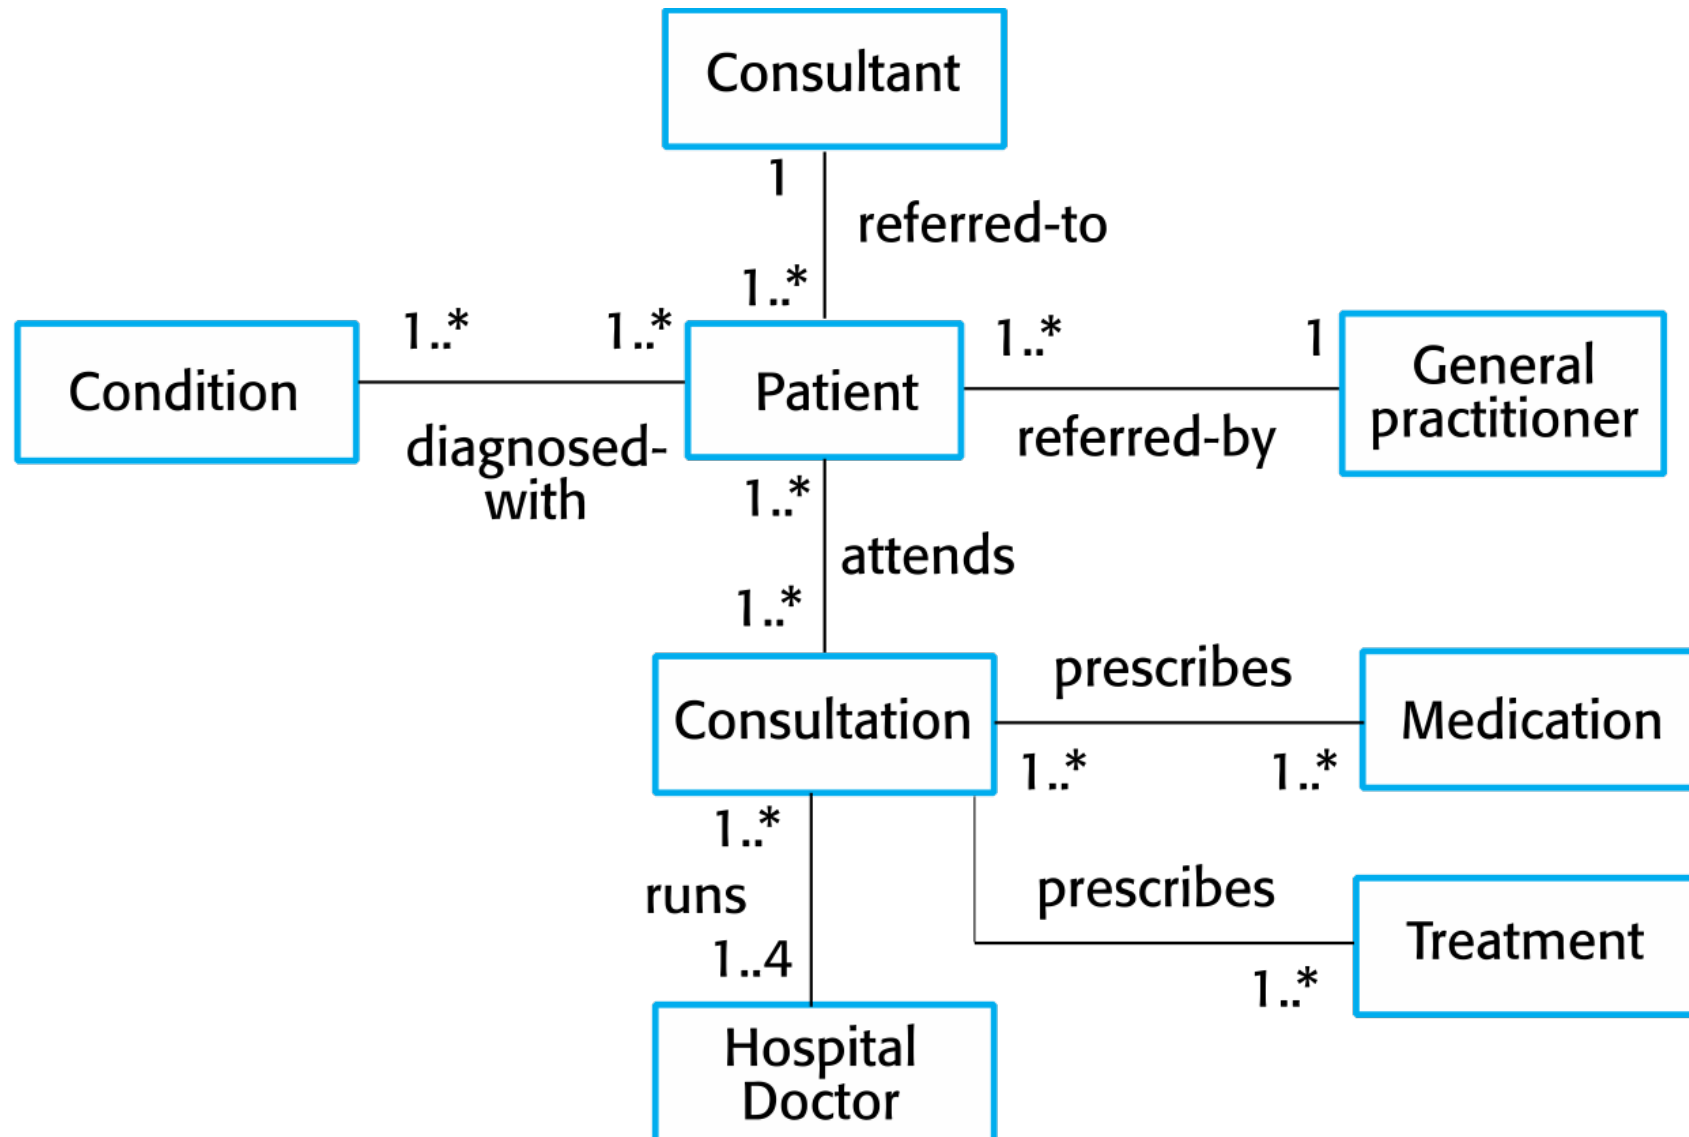 Consultant
1
referred-to
1..*
1..*
1..*
1..*
1
Condition
Patient
General
practitioner
diagnosed-
with
referred-by
1..*
attends
1..*
prescribes
Consultation
Medication
1..*
1..*
1..*
runs
prescribes
1..4
Treatment
1..*
Hospital
Doctor